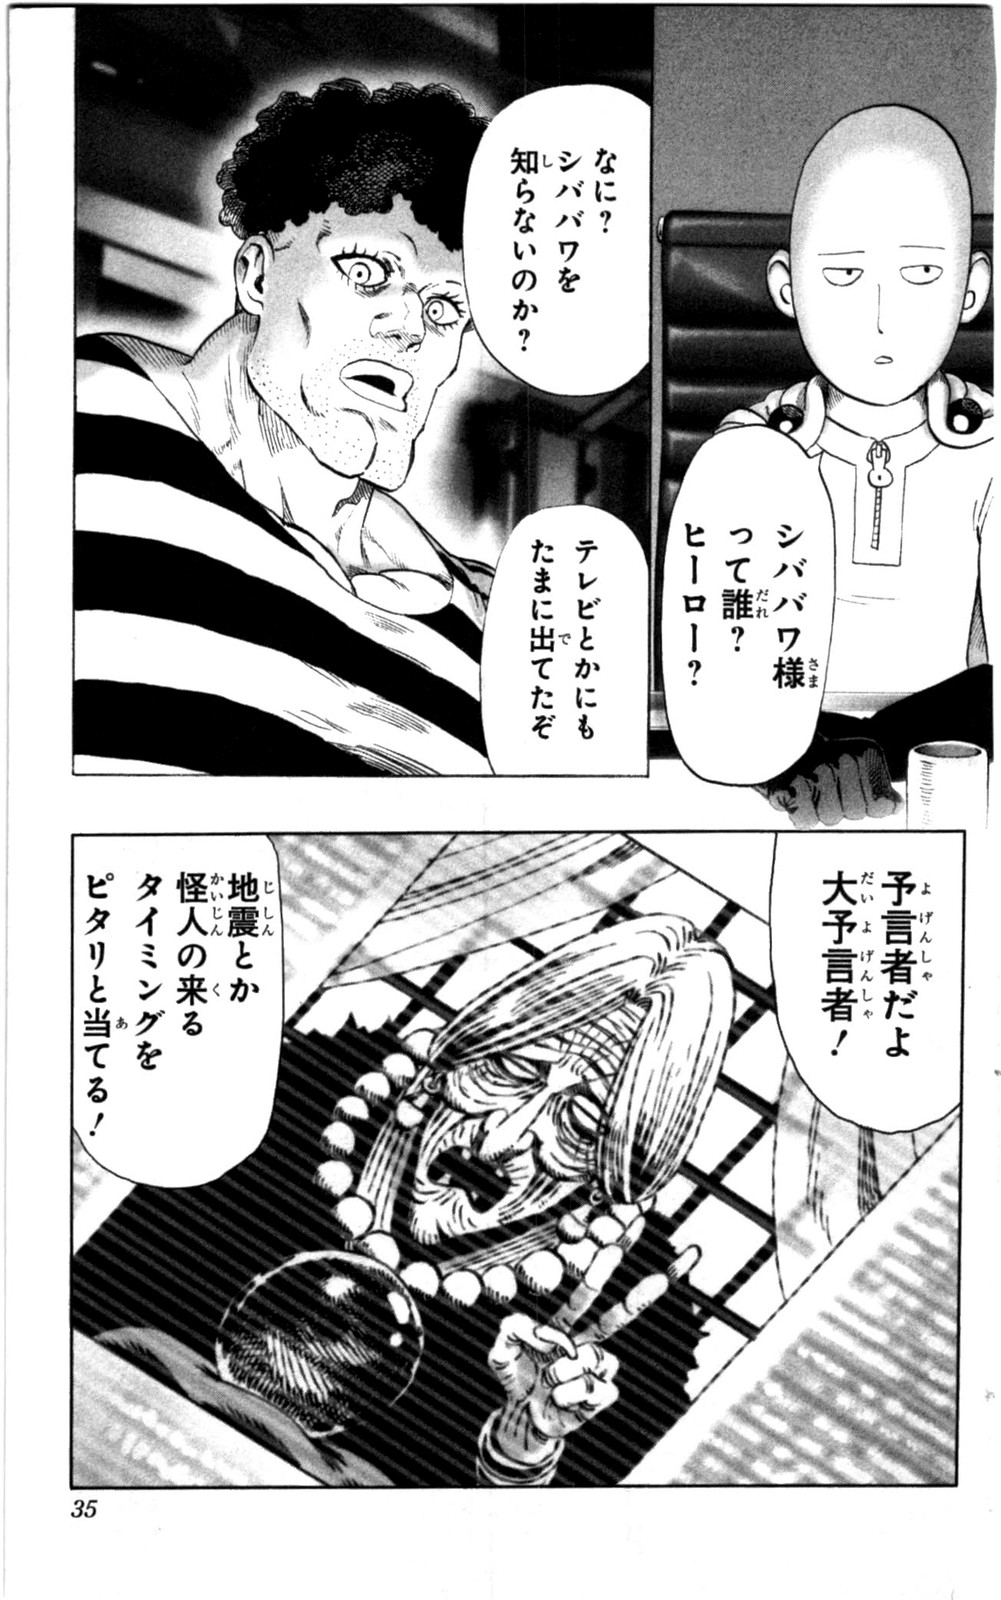 シババワ様
って誰?
ヒーロー?
なに?
シババワを
知らないのか?
テレビとかにも
たまに出てたぞ
予言者だよ
大予言者!
地震とか
怪人の来る
タイミングを
ピタリと当てる!
35